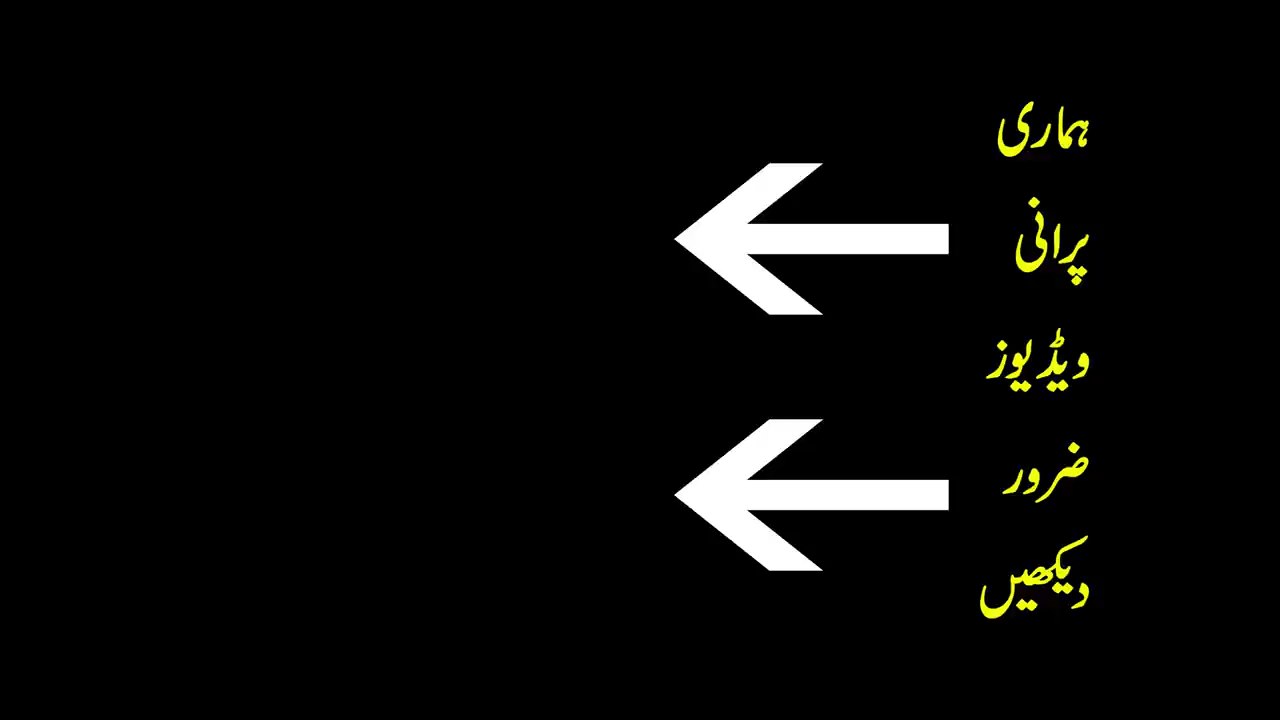 ہماری
پرانی
ویڈیوز
ضرور
دیکھیں